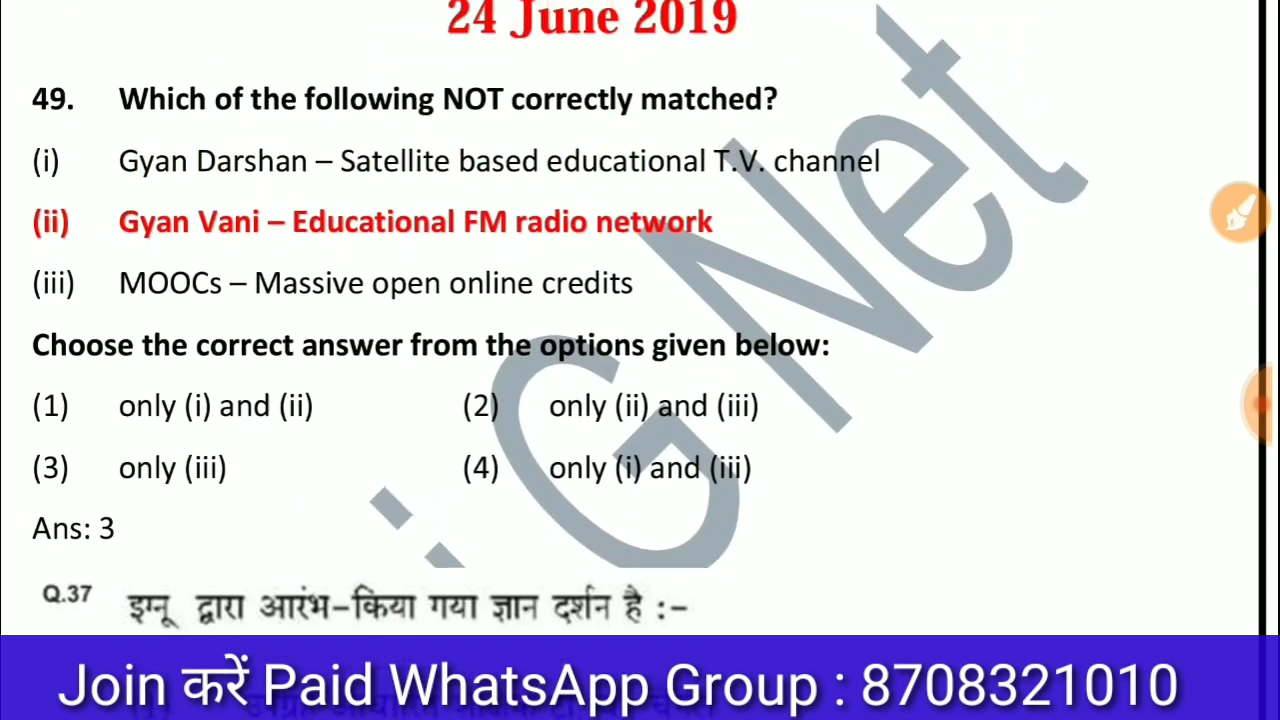 24 June 2019
49. Which of the following NOT correctly matched?
(i) Gyan Darshan – Satellite based educational T.V. channel
(ii) Gyan Vani – Educational FM radio network
(iii) MOOCs – Massive open online credits
Choose the correct answer from the options given below:
(1) only (i) and (ii) (2) only (ii) and (iii)
(3) only (iii) (4) only (i) and (iii)
Ans: 3
Q.37 इग्नू द्वारा आरंभ-किया गया ज्ञान दर्शन है :-
Join करें Paid WhatsApp Group : 8708321010
i G Net